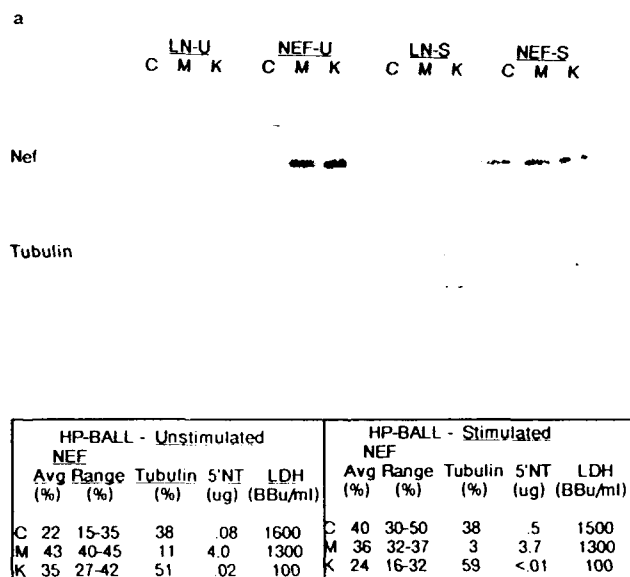 a
LN-U NEF-U LN-S NEF-S
C M K C M K C M K C M K
Nef
Tubulin
HP-BALL - Unstimulated HP-BALL - Stimulated
NEF NEF
Avg Range Tubulin 5'NT LDH Avg Range Tubulin 5'NT LDH
(%) (%) (%) (ug) (BBu/ml) (%) (%) (%) (ug) (BBu/ml)
C 22 15-35 38 .08 1600 C 40 30-50 38 .5 1500
M 43 40-45 11 4.0 1300 M 36 32-37 3 3.7 1300
K 35 27-42 51 .02 100 K 24 16-32 59 <.01 100